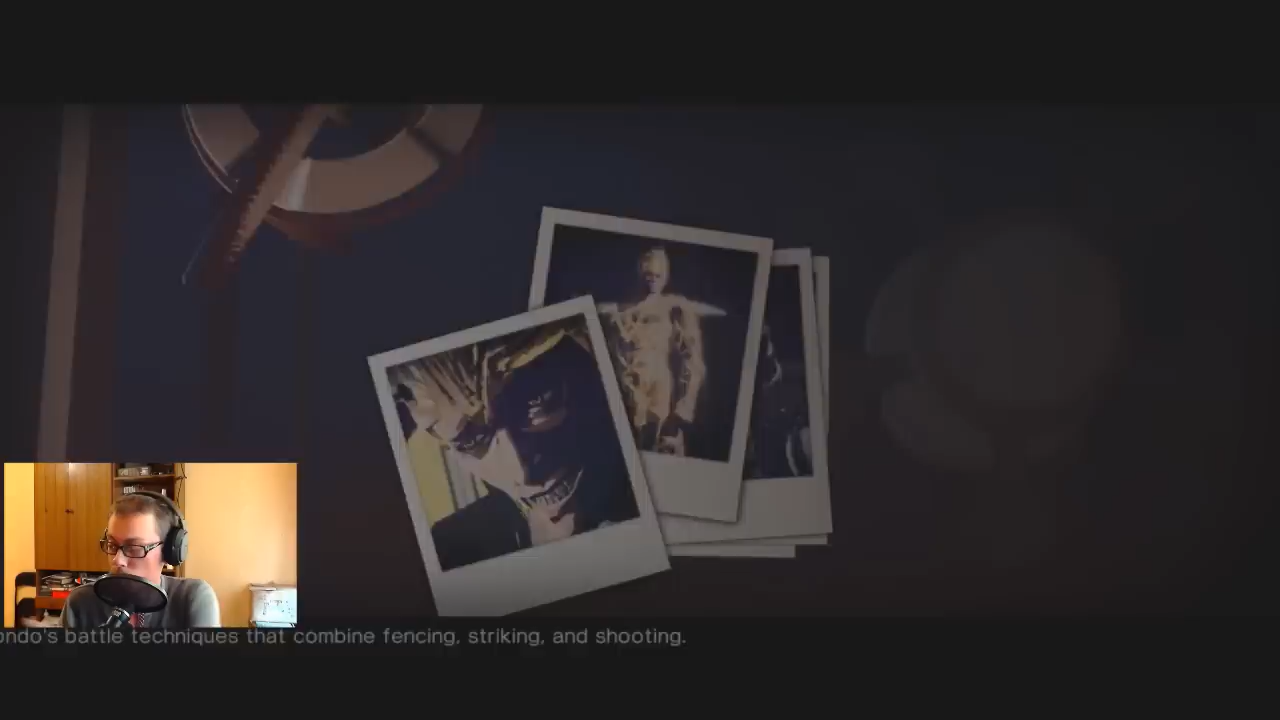 ondo's battle techniques that combine fencing, striking, and shooting.